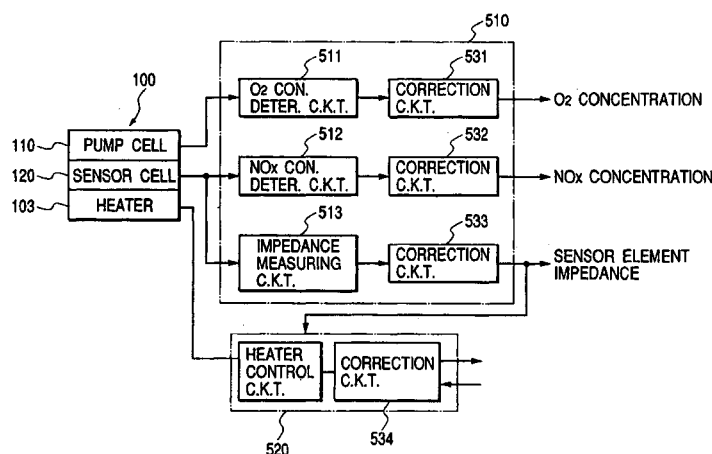 510
511
531
O2 CON.
DETER. C.K.T.
CORRECTION
C.K.T.
O2 CONCENTRATION
100
110
PUMP CELL
120
SENSOR CELL
103
HEATER
512
532
NOx CON.
DETER. C.K.T.
CORRECTION
C.K.T.
NOx CONCENTRATION
513
533
IMPEDANCE
MEASURING
C.K.T.
CORRECTION
C.K.T.
SENSOR ELEMENT
IMPEDANCE
HEATER
CONTROL
C.K.T.
CORRECTION
C.K.T.
520
534